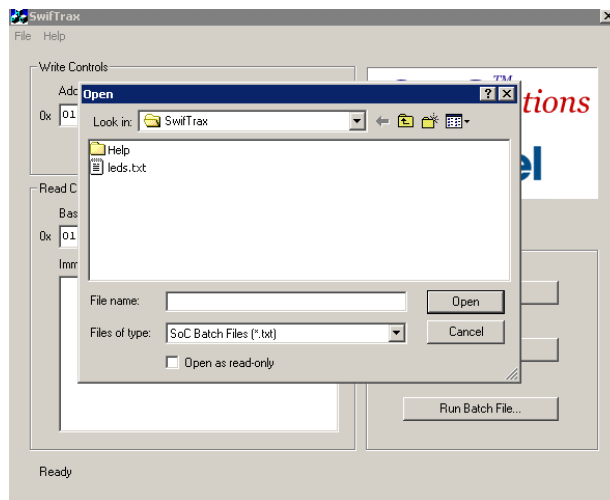 SwifTrax
File Help
Write Controls
TM
tions
0x 01
Open
Look in: SwifTrax
Help
leds.txt
Read C
Bas
0x 01
Imm
File name: Open
Files of type: SoC Batch Files (*.txt) Cancel
Open as read-only
Run Batch File...
Ready